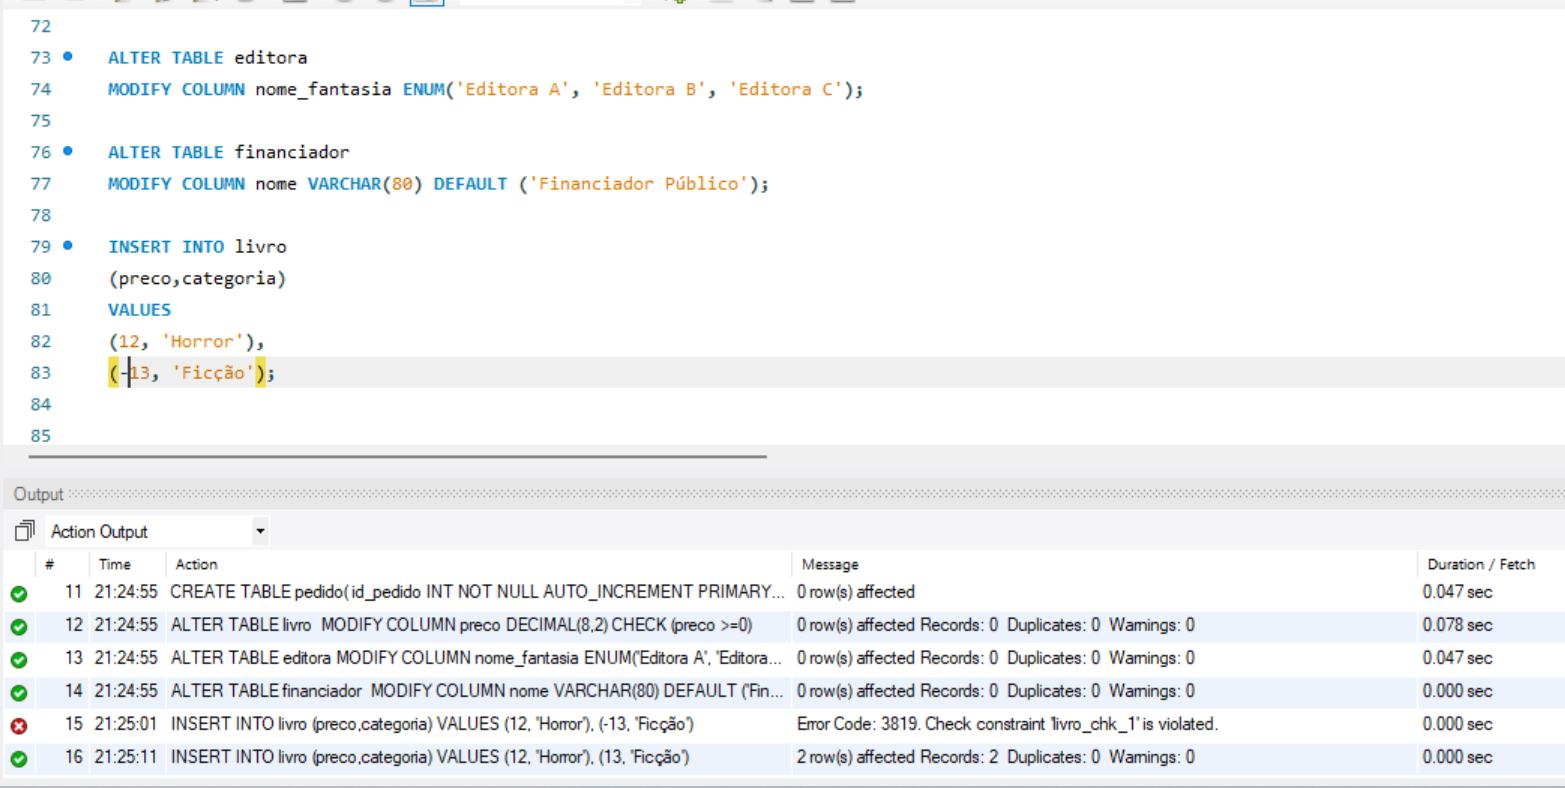 72
73 ALTER TABLE editora
74 MODIFY COLUMN nome_fantasia ENUM('Editora A', 'Editora B', 'Editora C');
75
76 ALTER TABLE financiador
77 MODIFY COLUMN nome VARCHAR(80) DEFAULT ('Financiador Público');
78
79 INSERT INTO livro
80 (preco,categoria)
81 VALUES
82 (12, 'Horror'),
83 (-13, 'Ficção');
84
85
Output
Action Output
# Time Action Message Duration / Fetch
11 21:24:55 CREATE TABLE pedido( id_pedido INT NOT NULL AUTO_INCREMENT PRIMARY... 0 row(s) affected 0.047 sec
12 21:24:55 ALTER TABLE livro MODIFY COLUMN preco DECIMAL(8,2) CHECK (preco >=0) 0 row(s) affected Records: 0 Duplicates: 0 Warnings: 0 0.078 sec
13 21:24:55 ALTER TABLE editora MODIFY COLUMN nome_fantasia ENUM('Editora A', 'Editora... 0 row(s) affected Records: 0 Duplicates: 0 Warnings: 0 0.047 sec
14 21:24:55 ALTER TABLE financiador MODIFY COLUMN nome VARCHAR(80) DEFAULT ('Fin... 0 row(s) affected Records: 0 Duplicates: 0 Warnings: 0 0.000 sec
15 21:25:01 INSERT INTO livro (preco,categoria) VALUES (12, 'Horror'), (-13, 'Ficção') Error Code: 3819. Check constraint 'livro_chk_1' is violated. 0.000 sec
16 21:25:11 INSERT INTO livro (preco,categoria) VALUES (12, 'Horror'), (13, 'Ficção') 2 row(s) affected Records: 2 Duplicates: 0 Warnings: 0 0.000 sec